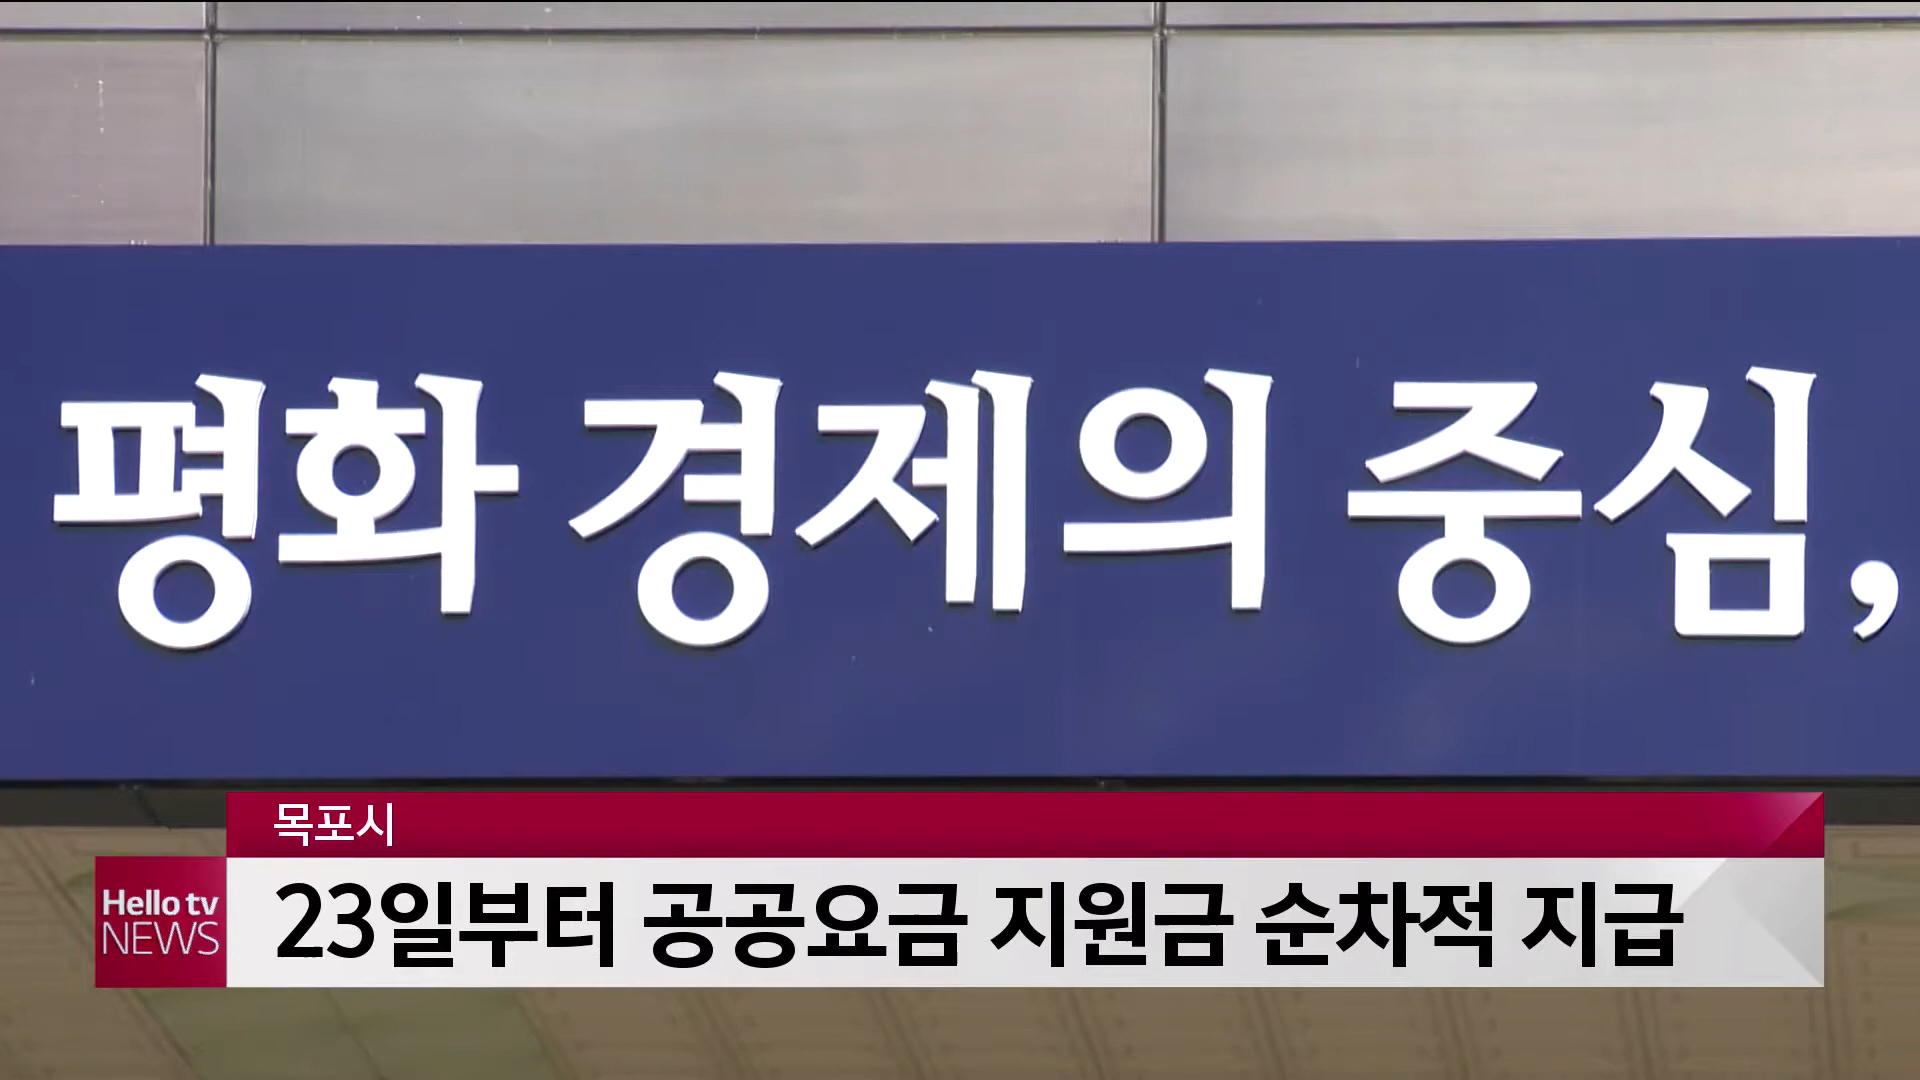 평화 경제의 중심,
목포시
Hello tv
NEWS
23일부터 공공요금 지원금 순차적 지급